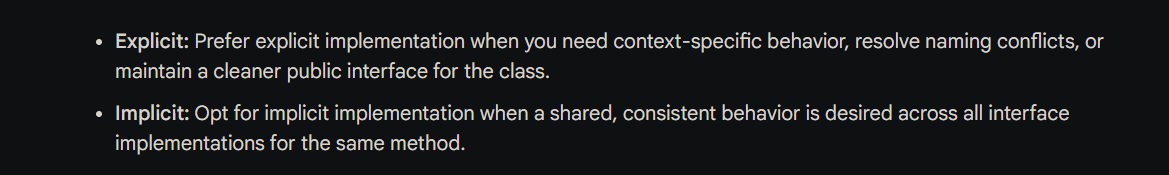 • Explicit: Prefer explicit implementation when you need context-specific behavior, resolve naming conflicts, or
maintain a cleaner public interface for the class.
• Implicit: Opt for implicit implementation when a shared, consistent behavior is desired across all interface
implementations for the same method.